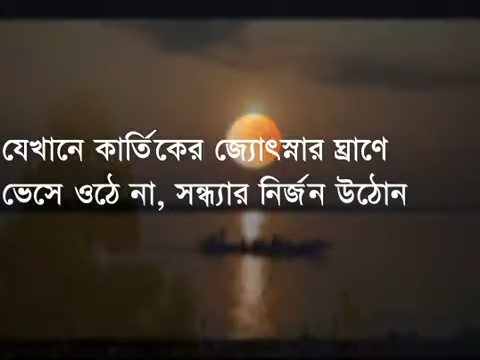 যেখানে কার্তিকের জ্যোৎস্নার ঘ্রাণে
ভেসে ওঠে না, সন্ধ্যার নির্জন উঠোন